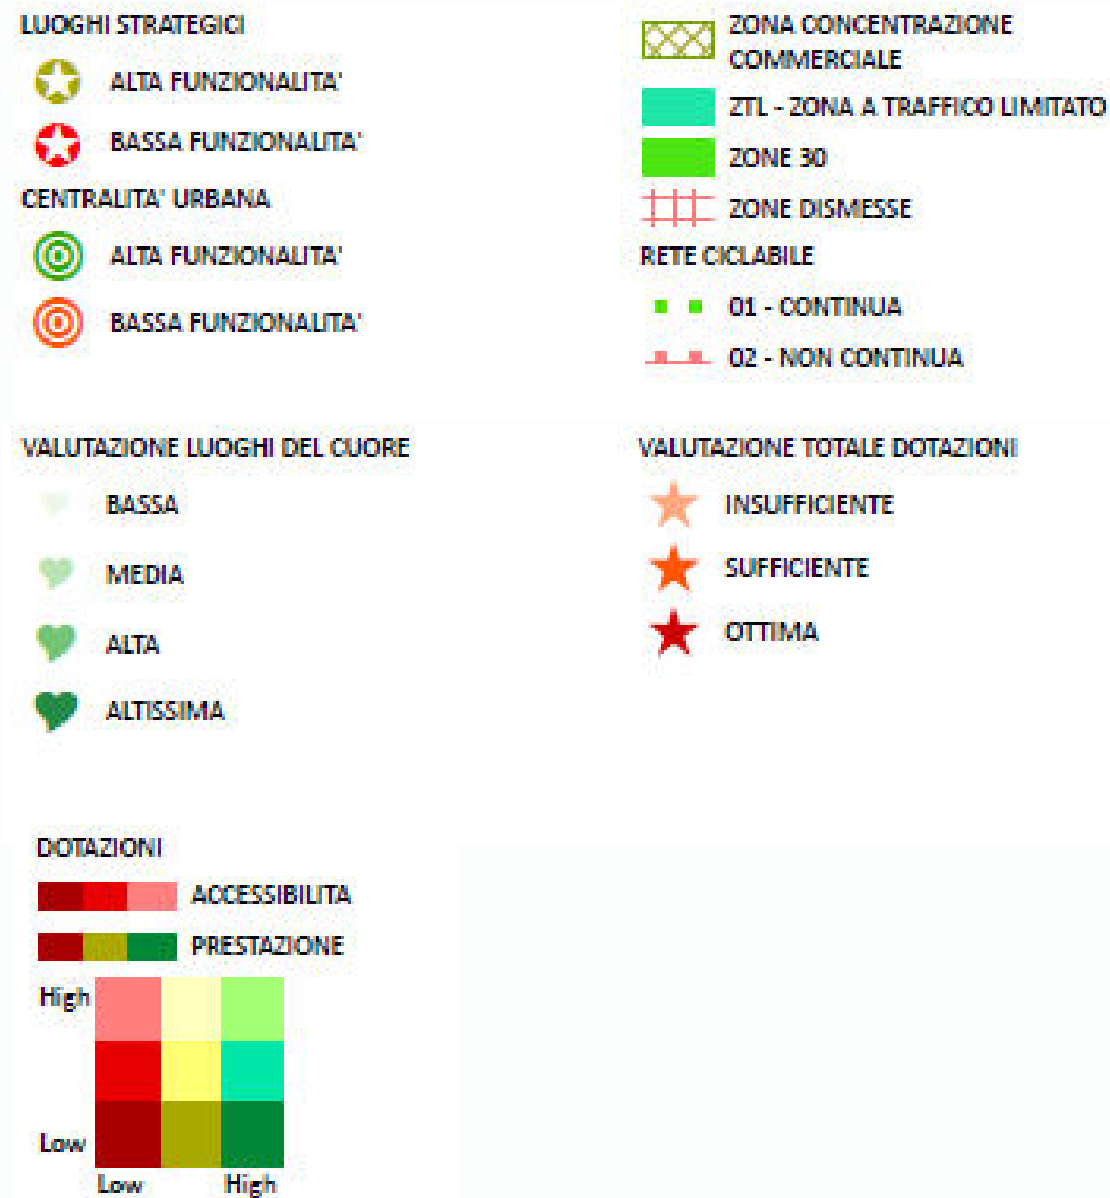 LUOGHI STRATEGICI
ALTA FUNZIONALITA'
BASSA FUNZIONALITA'
CENTRALITA' URBANA
ALTA FUNZIONALITA'
BASSA FUNZIONALITA'
ZONA CONCENTRAZIONE
COMMERCIALE
ZTL - ZONA A TRAFFICO LIMITATO
ZONE 30
ZONE DISMESSE
RETE CICLABILE
01 - CONTINUA
02 - NON CONTINUA
VALUTAZIONE LUOGHI DEL CUORE
BASSA
MEDIA
ALTA
ALTISSIMA
VALUTAZIONE TOTALE DOTAZIONI
INSUFFICIENTE
SUFFICIENTE
OTTIMA
DOTAZIONI
ACCESSIBILITA
PRESTAZIONE
High
Low
Low High